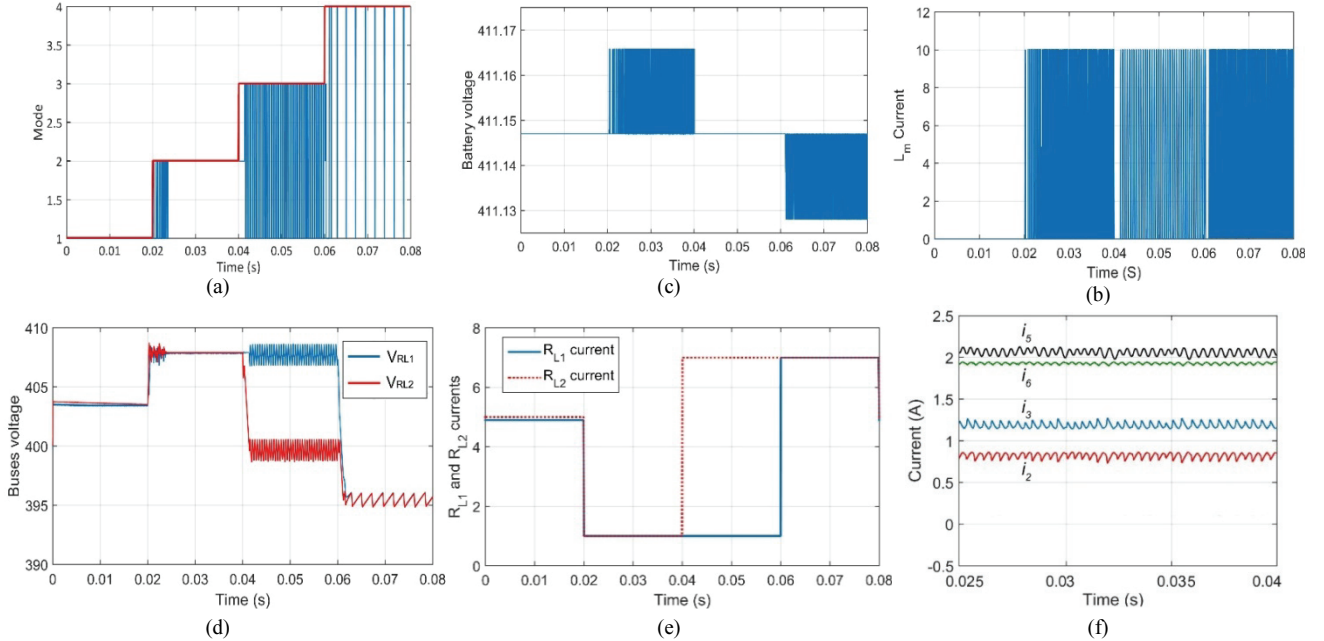 4
3.5
3
2.5
2
1.5
1
Mode
0 0.01 0.02 0.03 0.04 0.05 0.06 0.07 0.08
Time (s)
(a)
411.17
411.16
411.15
411.14
411.13
Battery voltage
0 0.01 0.02 0.03 0.04 0.05 0.06 0.07 0.08
Time (s)
(c)
12
10
8
6
4
2
0
Lm Current
0 0.01 0.02 0.03 0.04 0.05 0.06 0.07 0.08
Time (S)
(b)
410
405
400
395
390
Buses voltage
VRL1
VRL2
0 0.01 0.02 0.03 0.04 0.05 0.06 0.07 0.08
Time (s)
(d)
8
6
4
2
0
RL1 and RL2 currents
RL1 current
RL2 current
0 0.01 0.02 0.03 0.04 0.05 0.06 0.07 0.08
Time (s)
(e)
2.5
2
1.5
1
0.5
0
-0.5
Current (A)
i5
i6
i3
i2
0.025 0.03 0.035 0.04
Time (s)
(f)